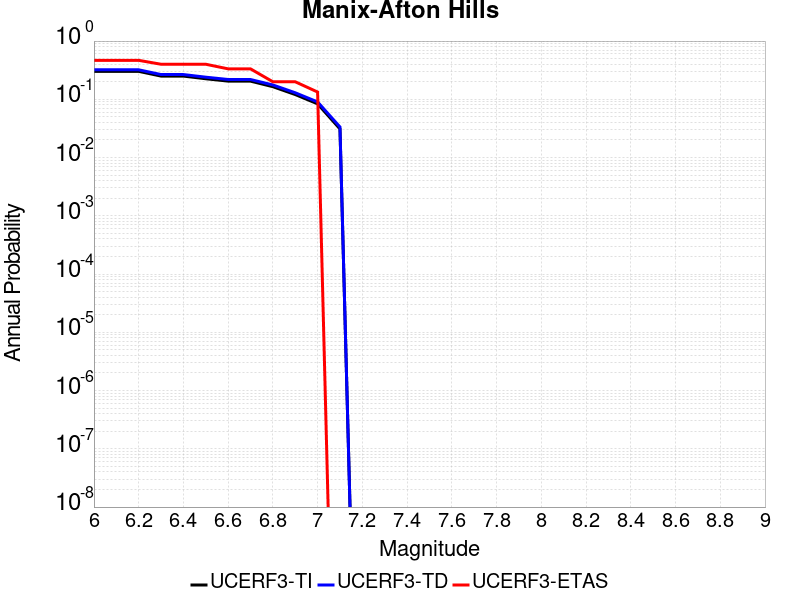 Manix-Afton Hills
10^0
10^-1
10^-2
10^-3
10^-4
10^-5
10^-6
10^-7
10^-8
Annual Probability
6 6.2 6.4 6.6 6.8 7 7.2 7.4 7.6 7.8 8 8.2 8.4 8.6 8.8 9
Magnitude
UCERF3-TI UCERF3-TD UCERF3-ETAS